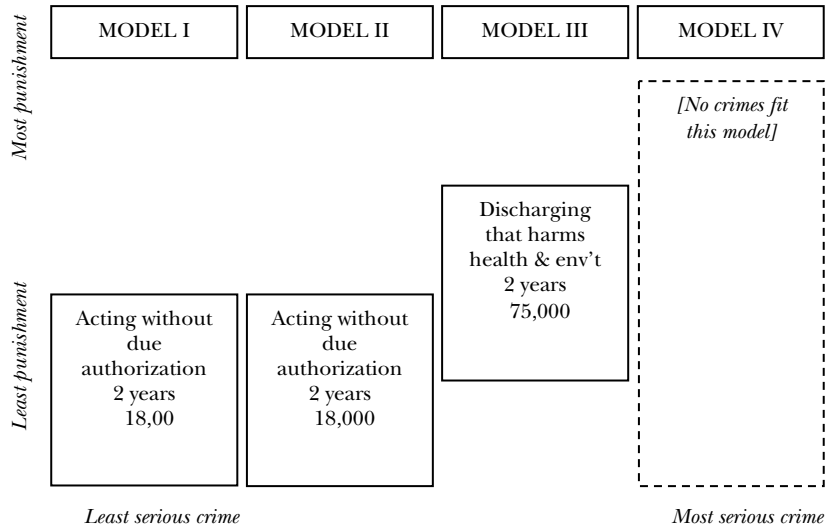 MODEL I
MODEL II
MODEL III
MODEL IV
Most punishment
[No crimes fit
this model]
Discharging
that harms
health & env't
2 years
75,000
Least punishment
Acting without
due
authorization
2 years
18,00
Acting without
due
authorization
2 years
18,000
Least serious crime
Most serious crime